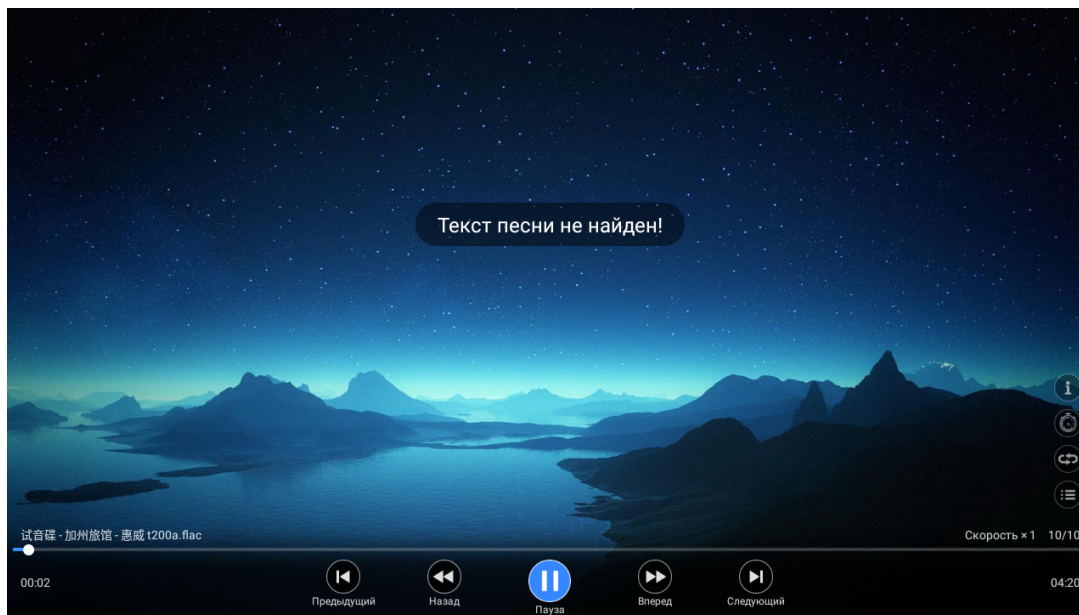 Текст песни не найден!
试音碟 - 加州旅馆 - 惠威 t200a.flac
Скорость × 1 10/10
00:02
04:20
Предыдущий
Назад
Пауза
Вперед
Следующий